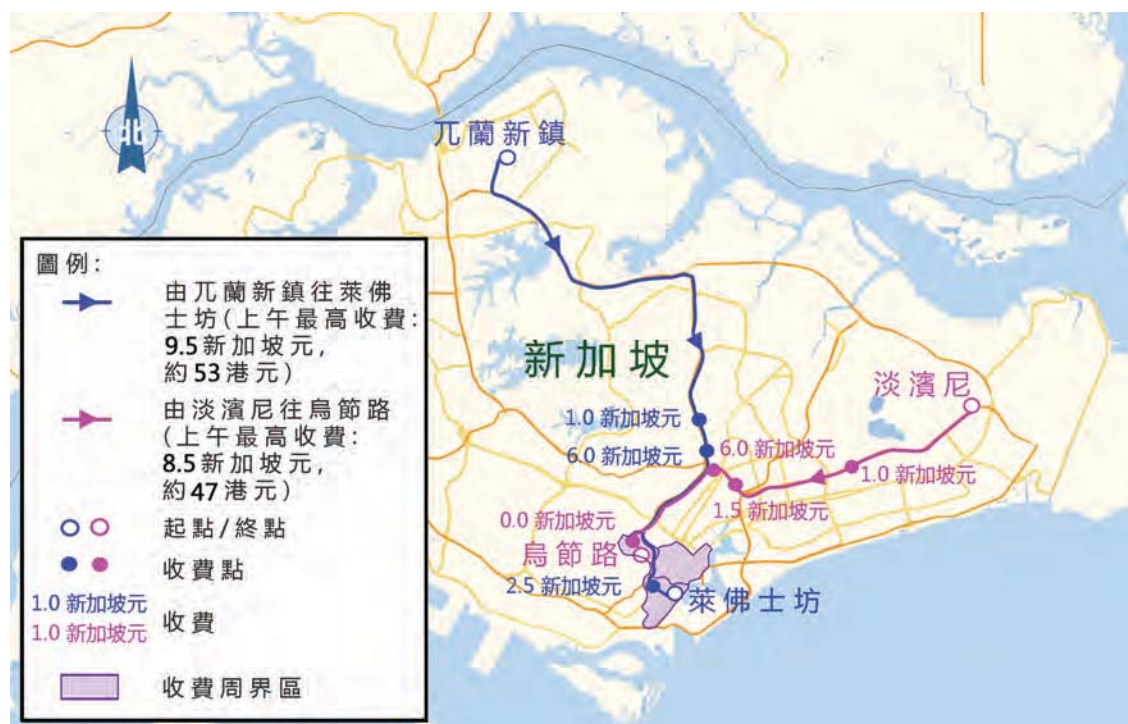 北
兀蘭新鎮
圖例:
由兀蘭新鎮往萊佛
士坊(上午最高收費:
9.5新加坡元,
約53港元)
由淡濱尼往烏節路
(上午最高收費:
8.5新加坡元,
約47港元)
起點/終點
收費點
1.0 新加坡元
1.0 新加坡元
收費
收費周界區
新加坡
淡濱尼
1.0 新加坡元
6.0 新加坡元
6.0 新加坡元
1.0 新加坡元
1.5 新加坡元
0.0 新加坡元
烏節路
2.5 新加坡元
萊佛士坊